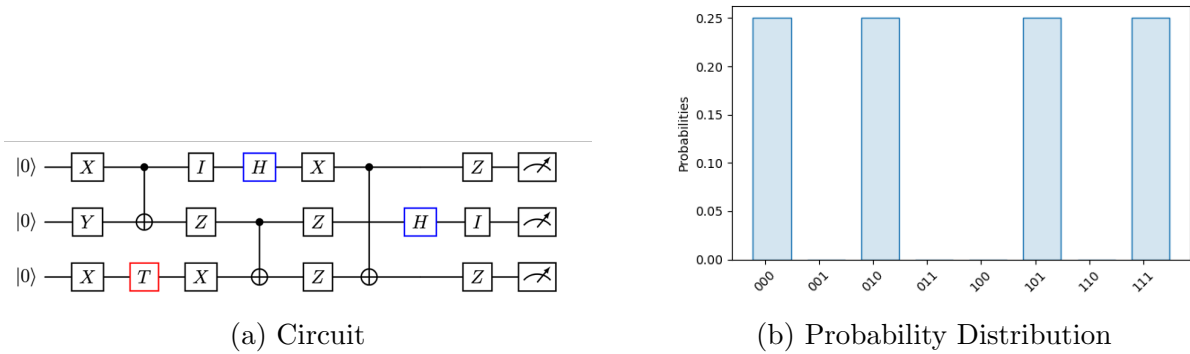 |0⟩ X I H X Z
|0⟩ Y Z Z H I
|0⟩ X T X Z Z
(a) Circuit
0.25
0.20
0.15
0.10
0.05
0.00
Probabilities
000 001 010 011 100 101 110 111
(b) Probability Distribution